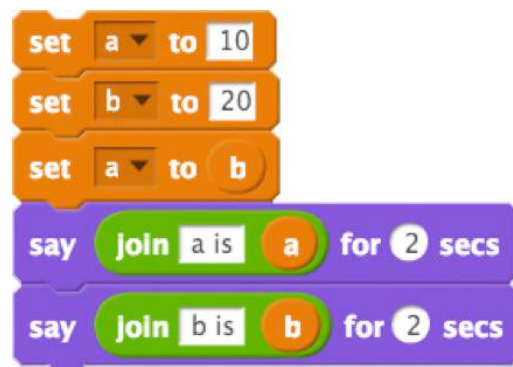 set a to 10
set b to 20
set a to b
say join a is a for 2 secs
say join b is b for 2 secs